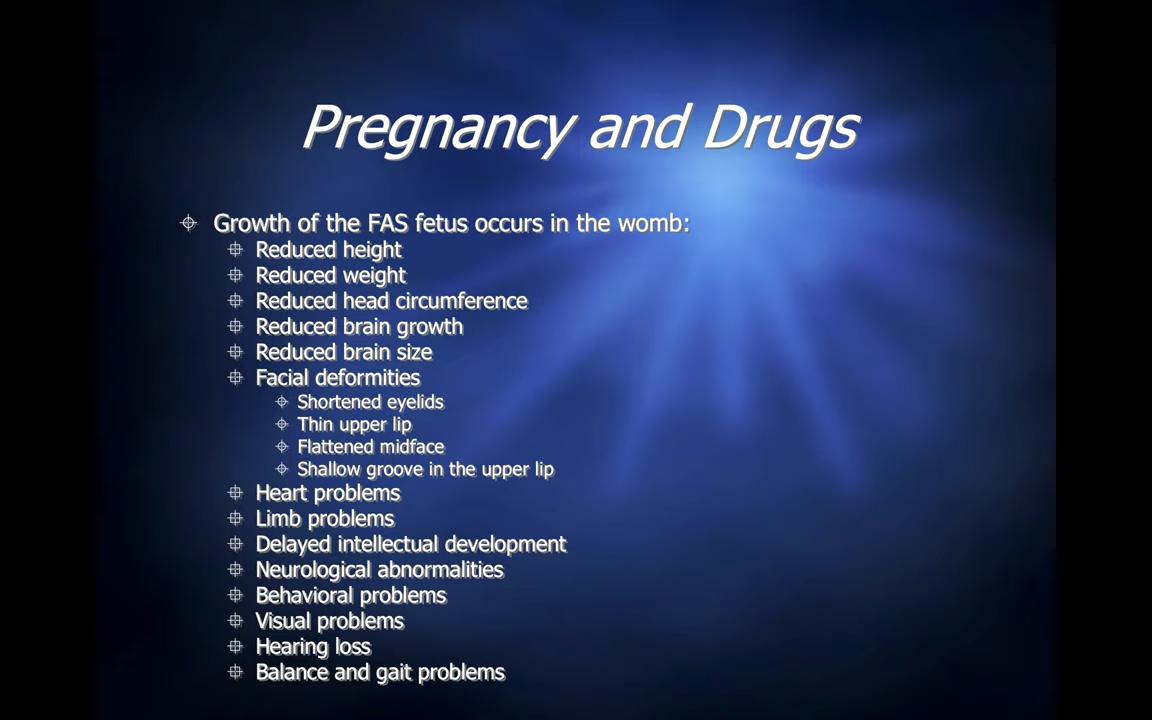 Pregnancy and Drugs
Growth of the FAS fetus occurs in the womb:
Reduced height
Reduced weight
Reduced head circumference
Reduced brain growth
Reduced brain size
Facial deformities
Shortened eyelids
Thin upper lip
Flattened midface
Shallow groove in the upper lip
Heart problems
Limb problems
Delayed intellectual development
Neurological abnormalities
Behavioral problems
Visual problems
Hearing loss
Balance and gait problems